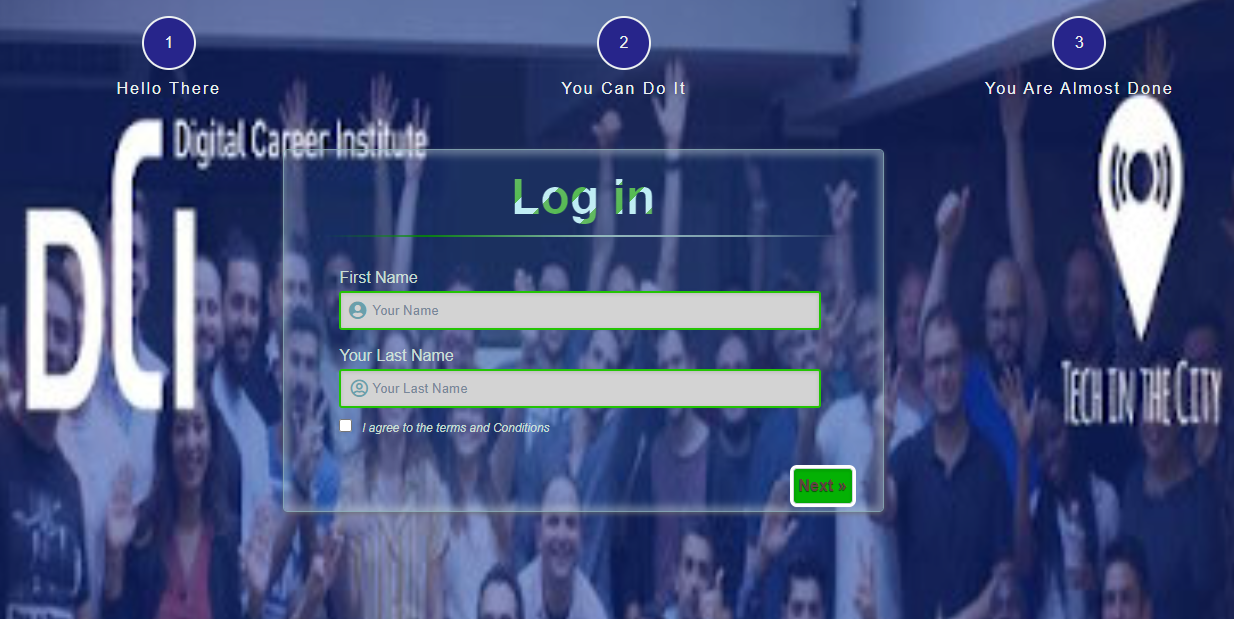 1
2
3
Hello There
You Can Do It
You Are Almost Done
Digital Career Institute
DCI
Log in
First Name
Your Name
Your Last Name
Your Last Name
I agree to the terms and Conditions
Next »
TECH IN THE CITY